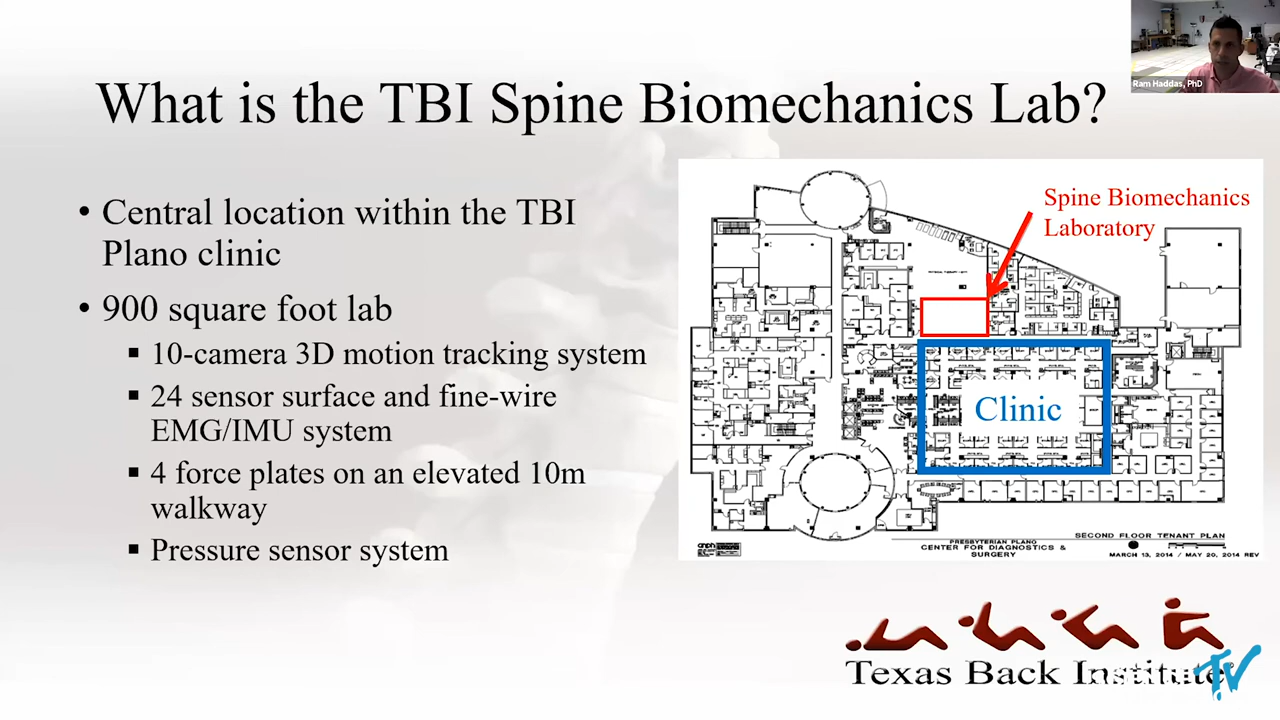 Ram Haddas, PhD
What is the TBI Spine Biomechanics Lab?
• Central location within the TBI
Plano clinic
• 900 square foot lab
▪ 10-camera 3D motion tracking system
▪ 24 sensor surface and fine-wire
EMG/IMU system
▪ 4 force plates on an elevated 10m
walkway
▪ Pressure sensor system
Spine Biomechanics
Laboratory
Clinic
SECOND FLOOR TENANT PLAN
PRESBYTERIAN PLANO
CENTER FOR DIAGNOSTICS &
SURGERY
MARCH 13, 2014 / MAY 20, 2014 REV
Texas Back Institute
TV